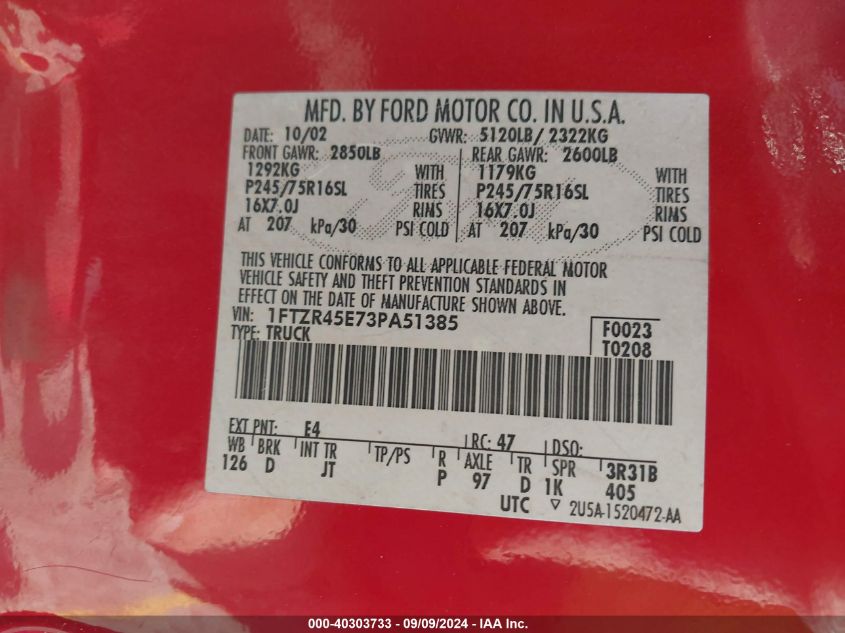 MFD. BY FORD MOTOR CO. IN U.S.A.
DATE: 10/02 GVWR: 5120LB/ 2322KG
FRONT GAWR: 2850LB REAR GAWR: 2600LB
1292KG WITH 1179KG WITH
P245/75R16SL TIRES P245/75R16SL TIRES
16X7.0J RIMS 16X7.0J RIMS
AT 207 kPa/30 PSI COLD AT 207 kPa/30 PSI COLD
THIS VEHICLE CONFORMS TO ALL APPLICABLE FEDERAL MOTOR
VEHICLE SAFETY AND THEFT PREVENTION STANDARDS IN
EFFECT ON THE DATE OF MANUFACTURE SHOWN ABOVE.
VIN: 1FTZR45E73PA51385 F0023
TYPE: TRUCK T0208
EXT PNT: E4 RC: 47 DSO:
WB BRK INT TR TP/PS R AXLE TR SPR 3R31B
126 D JT P 97 D 1K 405
UTC ▽ 2U5A-1520472-AA
000-40303733 - 09/09/2024 - IAA Inc.